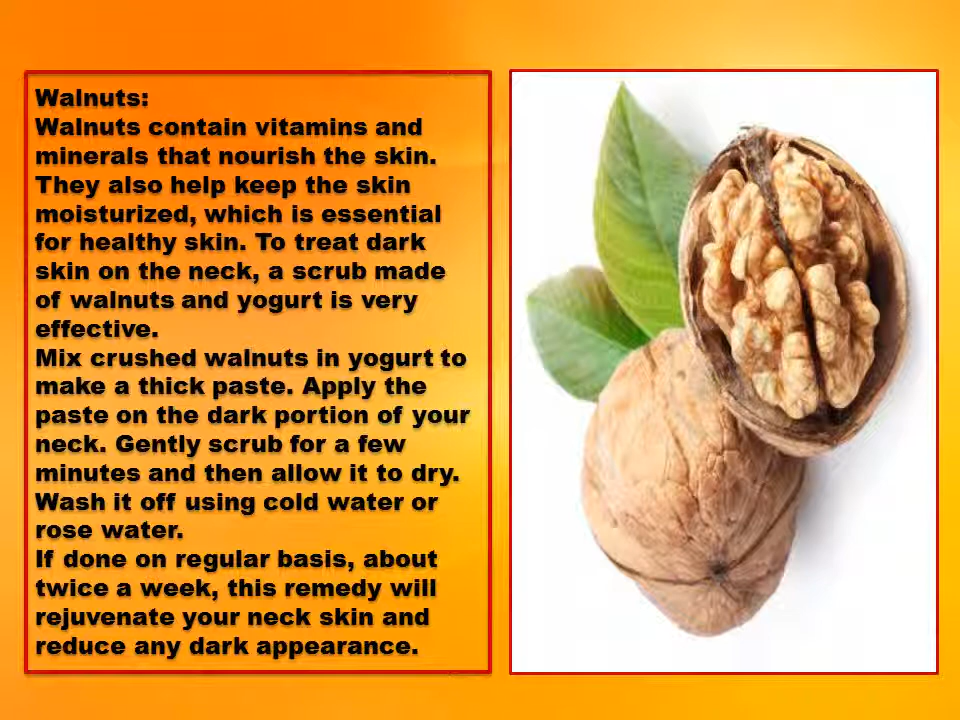 Walnuts:
Walnuts contain vitamins and
minerals that nourish the skin.
They also help keep the skin
moisturized, which is essential
for healthy skin. To treat dark
skin on the neck, a scrub made
of walnuts and yogurt is very
effective.
Mix crushed walnuts in yogurt to
make a thick paste. Apply the
paste on the dark portion of your
neck. Gently scrub for a few
minutes and then allow it to dry.
Wash it off using cold water or
rose water.
If done on regular basis, about
twice a week, this remedy will
rejuvenate your neck skin and
reduce any dark appearance.